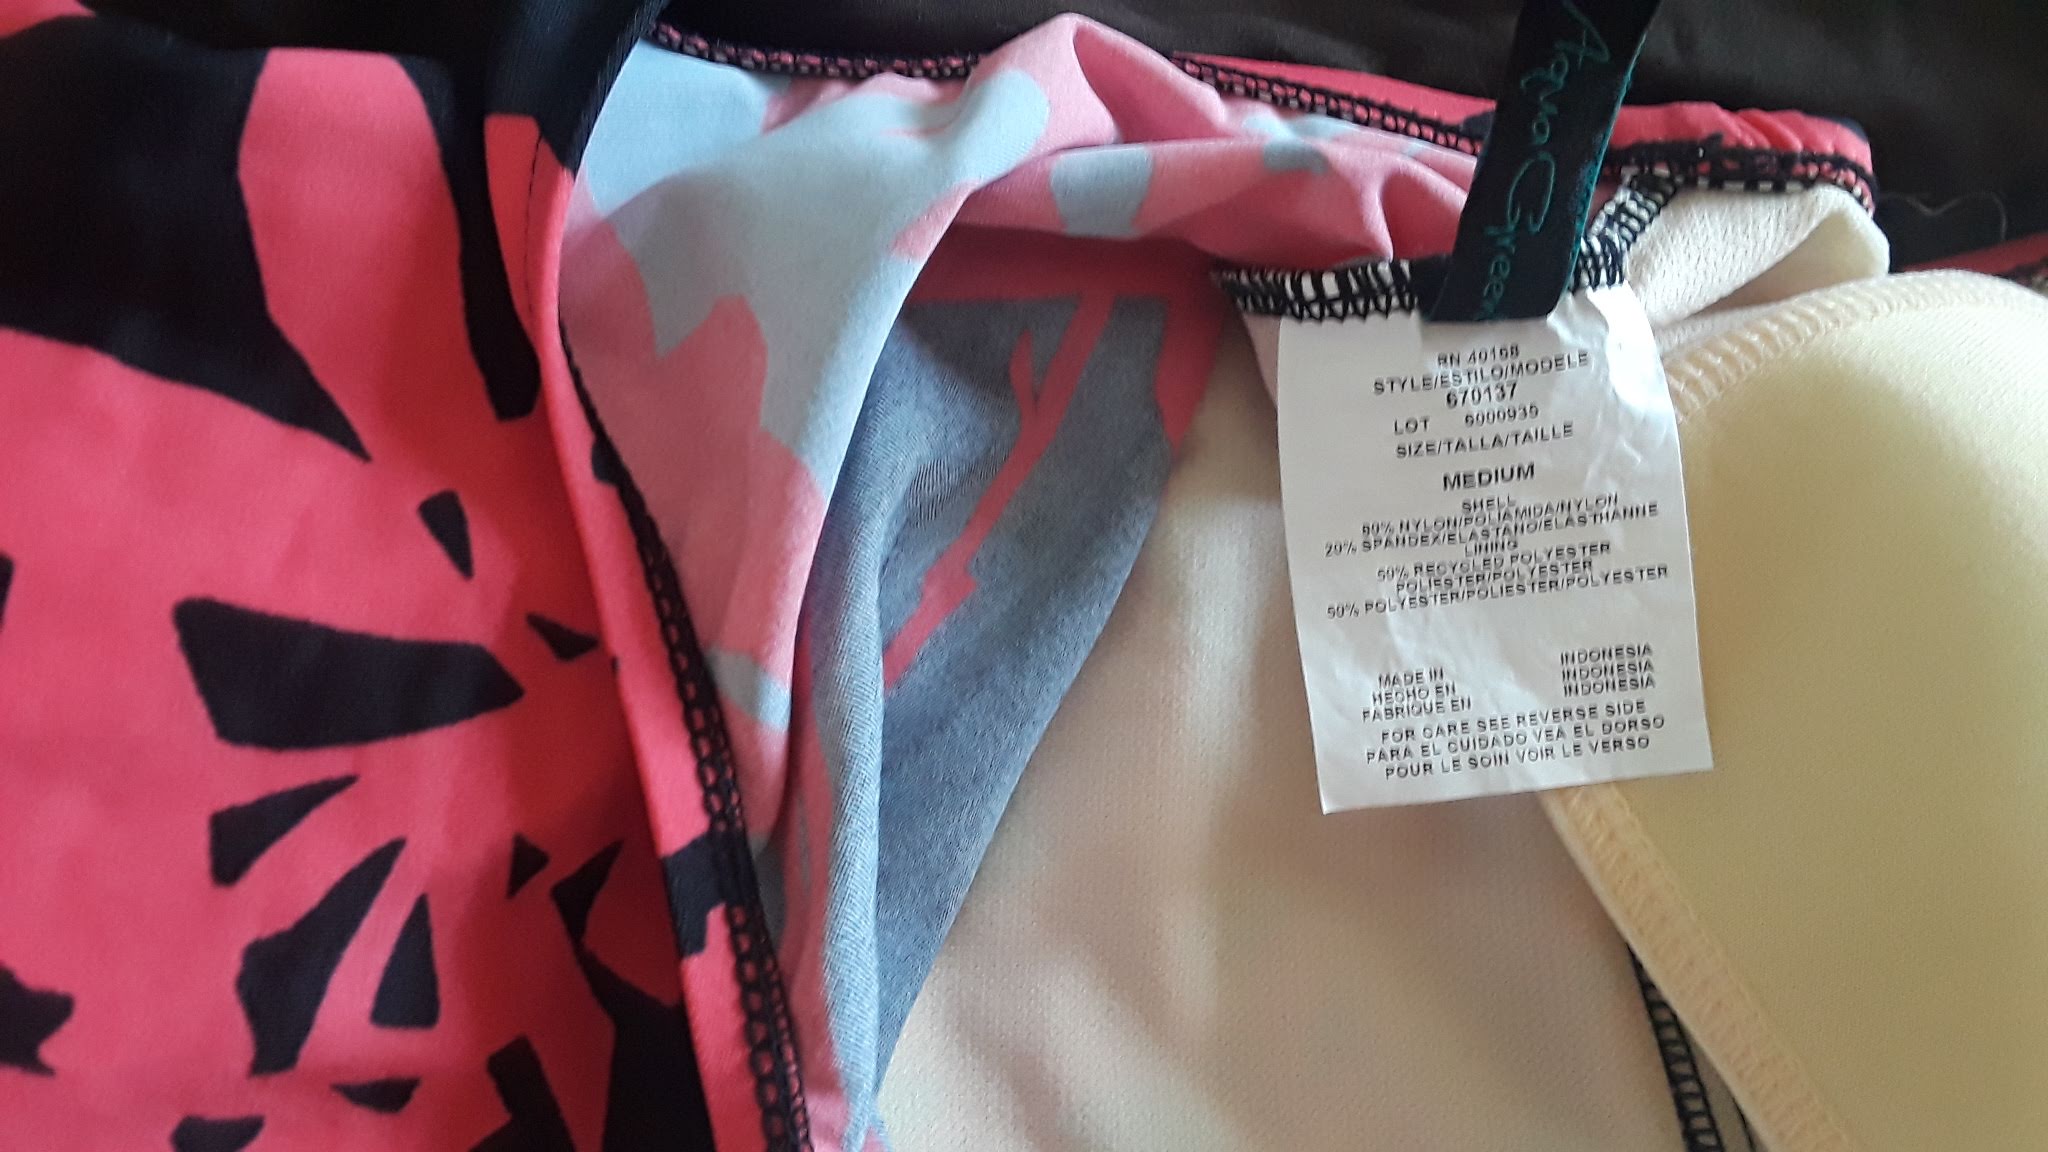 AquaGreen
RN 40158
STYLE/ESTILO/MODELE
670137
LOT 6000935
SIZE/TALLA/TAILLE
MEDIUM
SHELL
80% NYLON/POLIAMIDA/NYLON
20% SPANDEX/ELASTANO/ELASTHANNE
LINING
50% RECYCLED POLYESTER
POLIESTER/POLYESTER
50% POLYESTER/POLIESTER/POLYESTER
MADE IN INDONESIA
HECHO EN INDONESIA
FABRIQUE EN INDONESIA
FOR CARE SEE REVERSE SIDE
PARA EL CUIDADO VEA EL DORSO
POUR LE SOIN VOIR LE VERSO